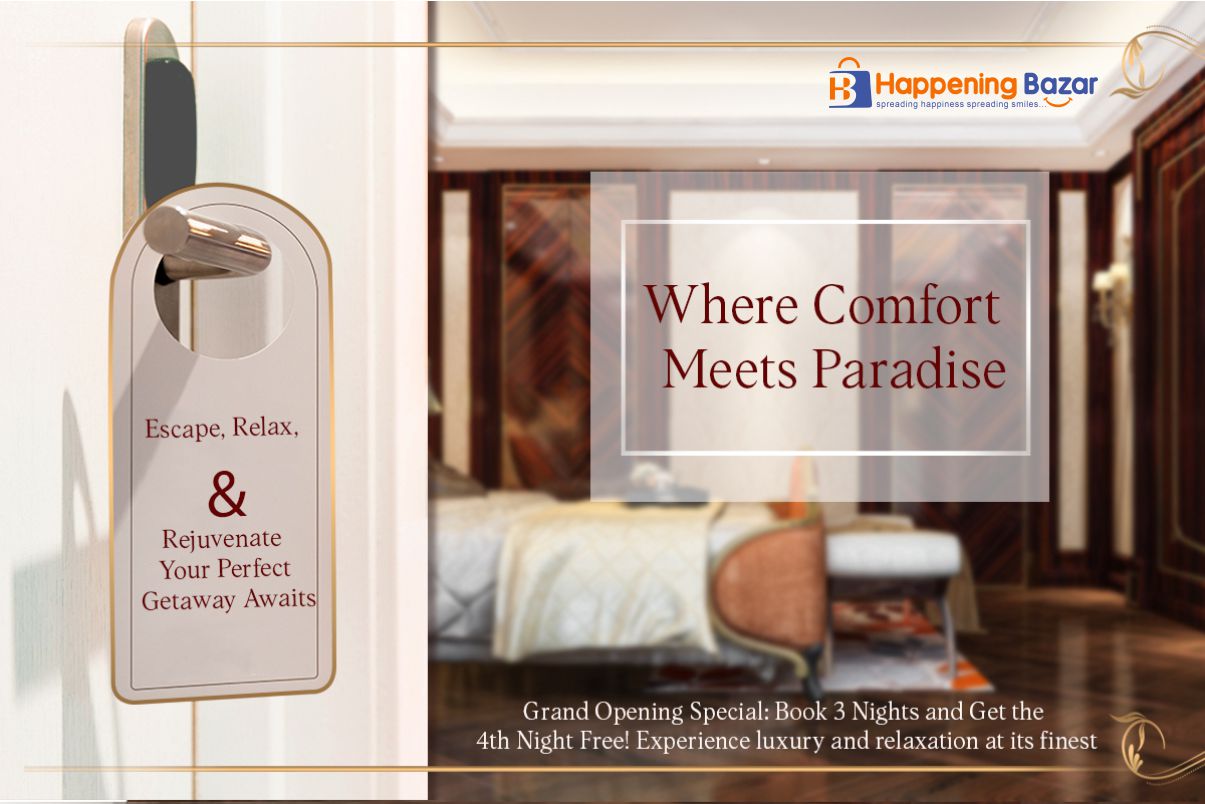 Happening Bazar
spreading happiness spreading smiles...
Where Comfort
Meets Paradise
Escape, Relax,
&
Rejuvenate
Your Perfect
Getaway Awaits
Grand Opening Special: Book 3 Nights and Get the
4th Night Free! Experience luxury and relaxation at its finest